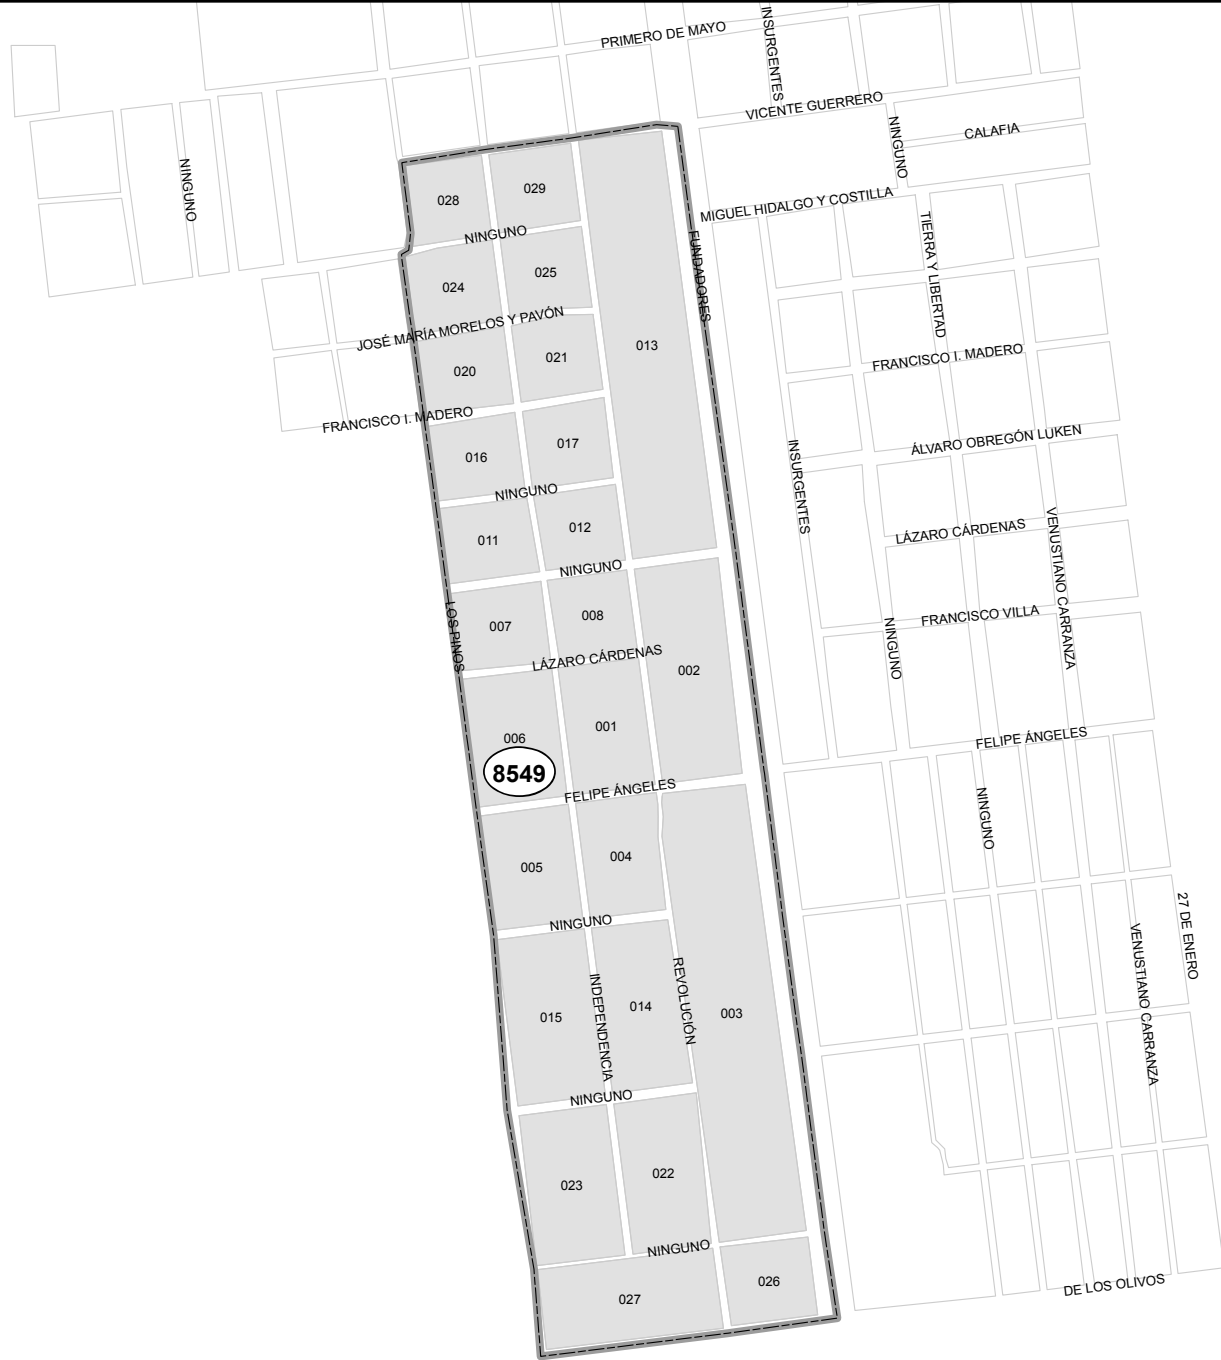 PRIMERO DE MAYO
INSURGENTES
VICENTE GUERRERO
NINGUNO
CALAFIA
NINGUNO
028
029
MIGUEL HIDALGO Y COSTILLA
NINGUNO
FUNDADORES
TIERRA Y LIBERTAD
024
025
JOSÉ MARÍA MORELOS Y PAVÓN
013
020
021
FRANCISCO I. MADERO
FRANCISCO I. MADERO
016
017
ÁLVARO OBREGÓN LUKEN
INSURGENTES
NINGUNO
011
012
LÁZARO CÁRDENAS
VENUSTIANO CARRANZA
NINGUNO
LOS PINOS
007
008
FRANCISCO VILLA
NINGUNO
LÁZARO CÁRDENAS
002
006
001
8549
FELIPE ÁNGELES
FELIPE ÁNGELES
NINGUNO
005
004
NINGUNO
27 DE ENERO
VENUSTIANO CARRANZA
015
INDEPENDENCIA
014
REVOLUCIÓN
003
NINGUNO
023
022
NINGUNO
027
026
DE LOS OLIVOS